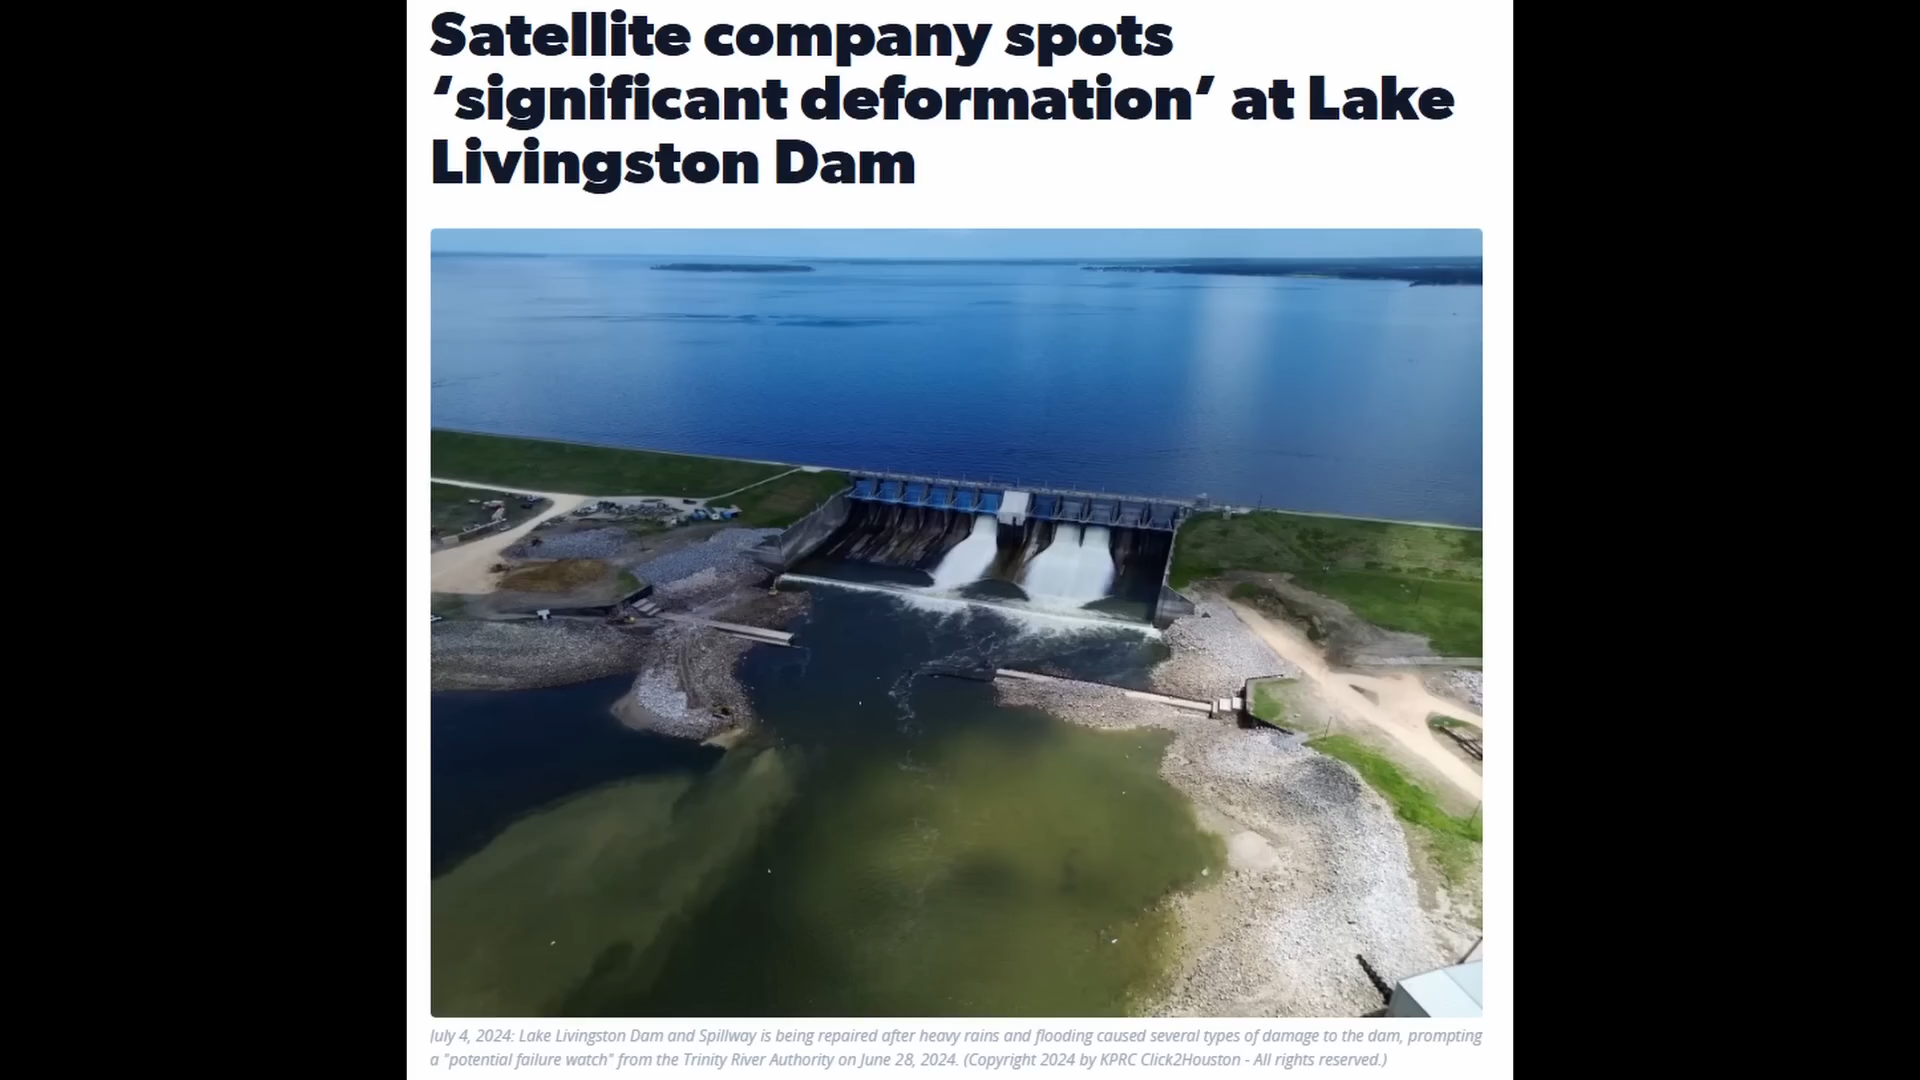 Satellite company spots
‘significant deformation’ at Lake
Livingston Dam
July 4, 2024: Lake Livingston Dam and Spillway is being repaired after heavy rains and flooding caused several types of damage to the dam, prompting
a "potential failure watch" from the Trinity River Authority on June 28, 2024. (Copyright 2024 by KPRC Click2Houston - All rights reserved.)